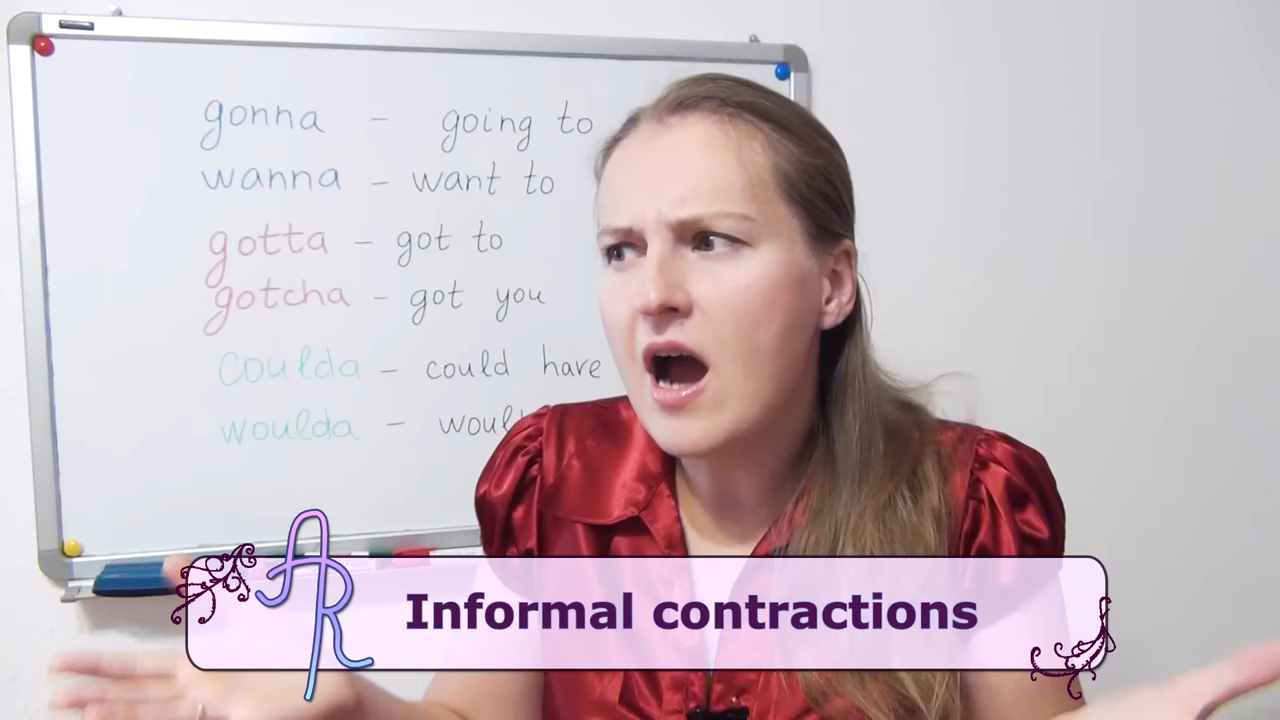 gonna - going to
wanna - want to
gotta - got to
gotcha - got you
coulda - could have
woulda -
AR
Informal contractions